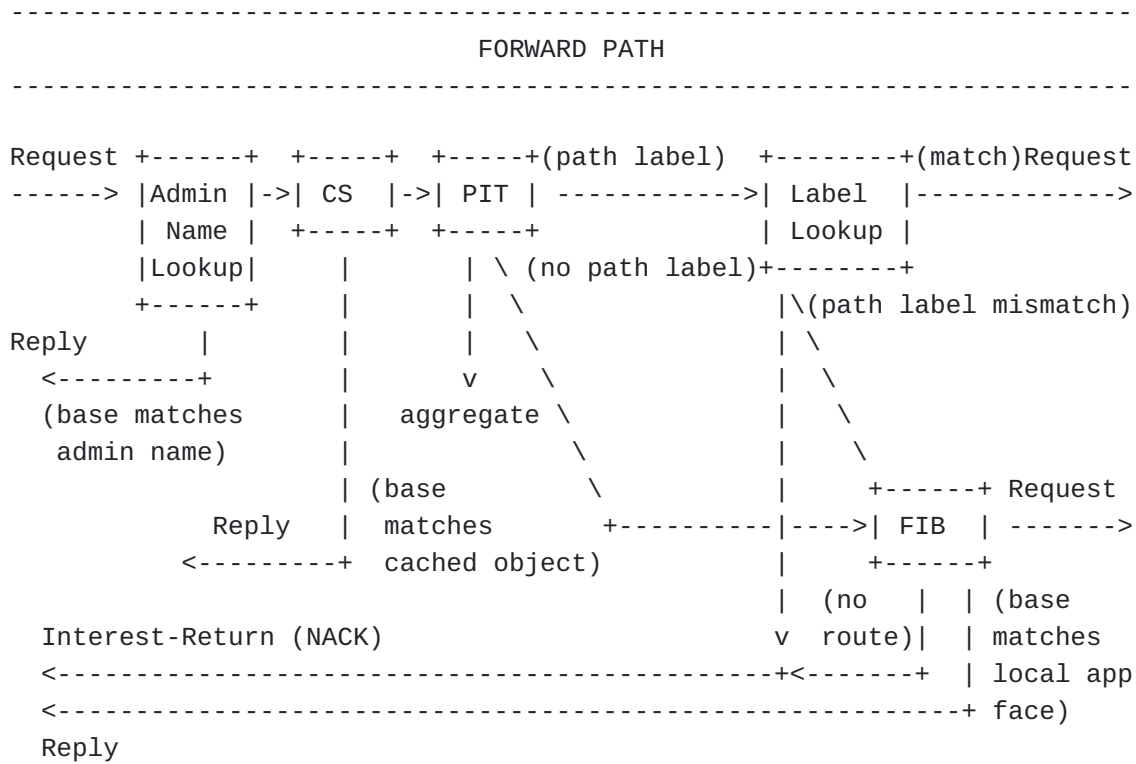 -----------------------------------------------------------------------
                              FORWARD PATH
-----------------------------------------------------------------------

Request +------+  +-----+  +-----+(path label)  +--------+(match)Request
------> |Admin |->| CS  |->| PIT | ------------>| Label  |------------->
        | Name |  +-----+  +-----+              | Lookup |
        |Lookup|     |       | \ (no path label)+--------+
        +------+     |       |  \                |\(path label mismatch)
Reply       |        |       |   \               | \
  <---------+        |       v    \              |  \
  (base matches      |   aggregate \             |   \
   admin name)       |              \            |    \
                     | (base         \           |     +------+ Request
             Reply   |  matches       +----------|---->| FIB  | ------->
           <---------+  cached object)           |     +------+
                                                 |  (no   |  | (base
  Interest-Return (NACK)                         v  route)|  | matches
  <----------------------------------------------+<-------+  | local app
  <----------------------------------------------------------+ face)
  Reply